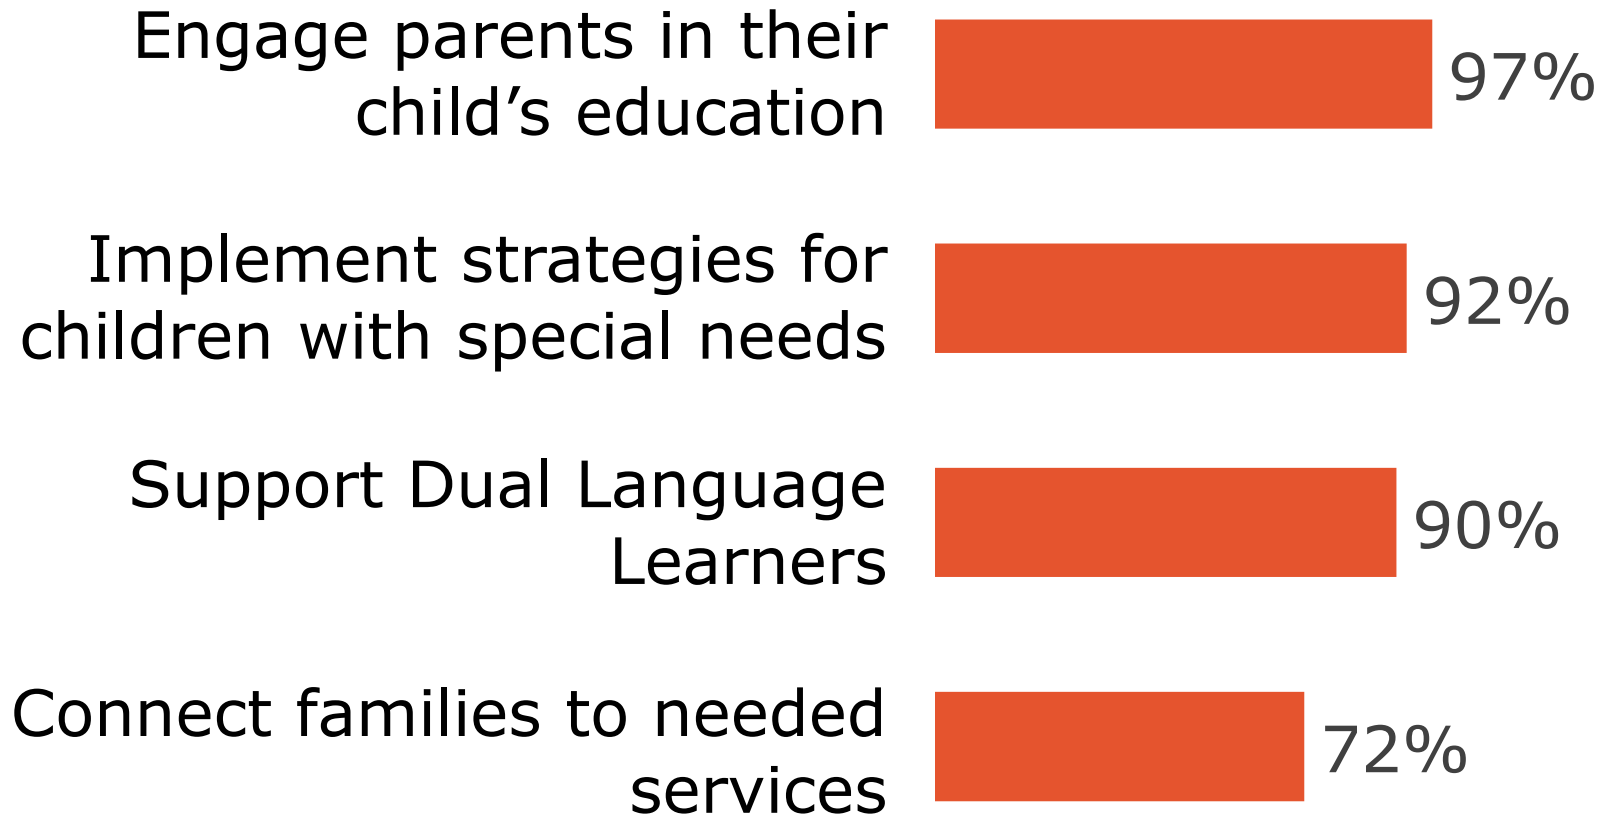 Engage parents in their
child’s education
97%
Implement strategies for
children with special needs
92%
Support Dual Language
Learners
90%
Connect families to needed
services
72%